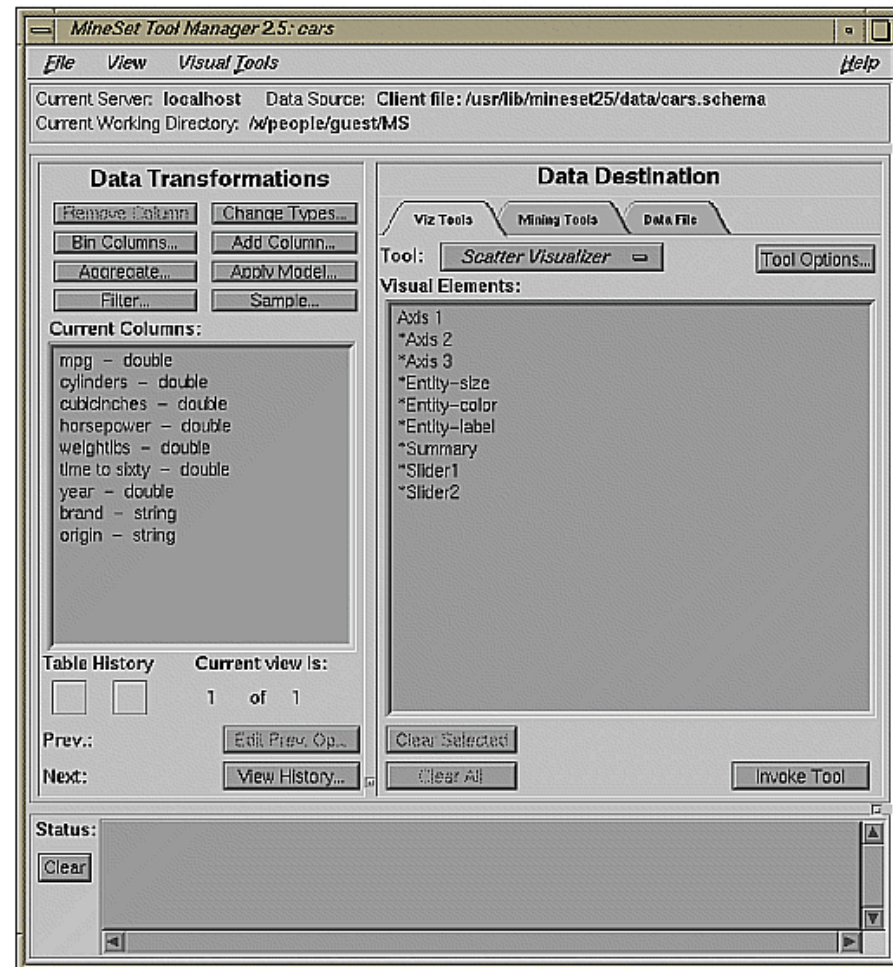 MineSet Tool Manager 2.5: cars
File View Visual Tools Help
Current Server: localhost Data Source: Client file: /usr/lib/mineset25/data/cars.schema
Current Working Directory: /x/people/guest/MS
Data Transformations
Remove Column Change Types...
Bin Columns... Add Column...
Aggregate... Apply Model...
Filter... Sample...
Current Columns:
mpg – double
cylinders – double
cubicinches – double
horsepower – double
weightlbs – double
time to sixty – double
year – double
brand – string
origin – string
Table History Current view is:
1 of 1
Prev.: Edit Prev. Op...
Next: View History...
Data Destination
Viz Tools Mining Tools Data File
Tool: Scatter Visualizer Tool Options...
Visual Elements:
Axis 1
*Axis 2
*Axis 3
*Entity–size
*Entity–color
*Entity–label
*Summary
*Slider1
*Slider2
Clear Selected
Clear All Invoke Tool
Status:
Clear